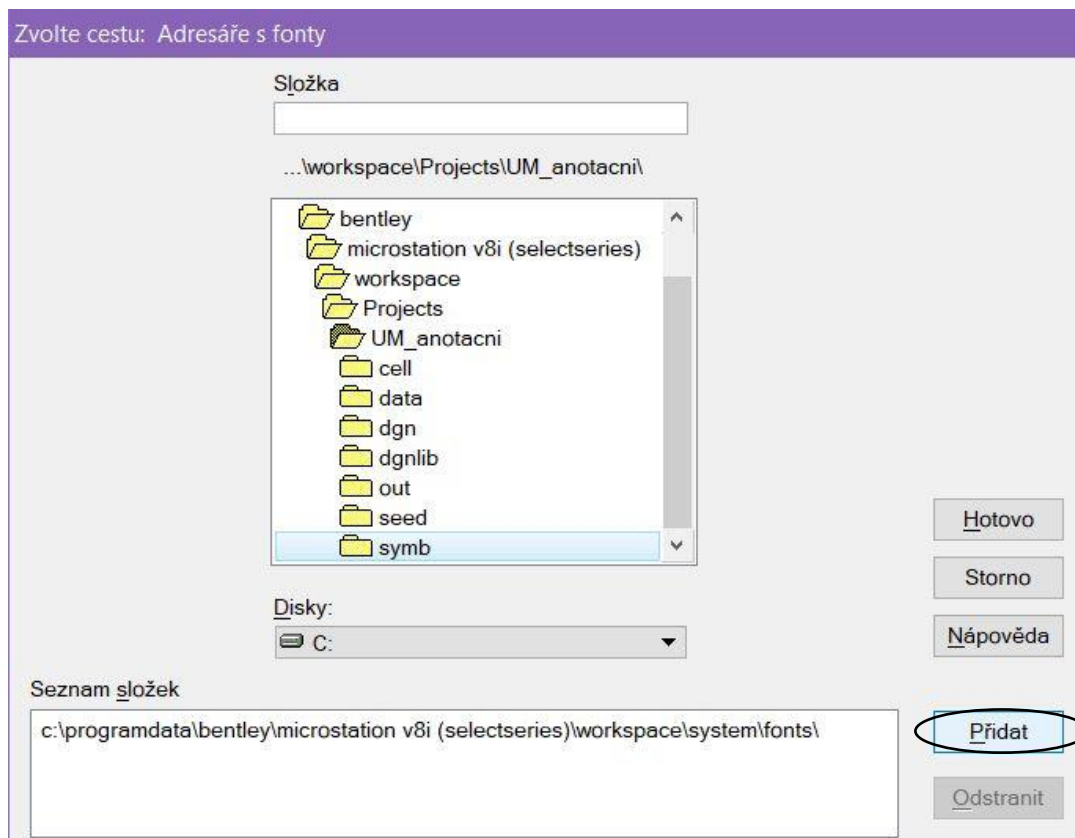 Zvolte cestu:  Adresáře s fonty
Složka
...\workspace\Projects\UM_anotacni\
bentley
microstation v8i (selectseries)
workspace
Projects
UM_anotacni
cell
data
dgn
dgnlib
out
seed
symb
Hotovo
Storno
Nápověda
Disky:
C:
Seznam složek
c:\programdata\bentley\microstation v8i (selectseries)\workspace\system\fonts\
Přidat
Odstranit